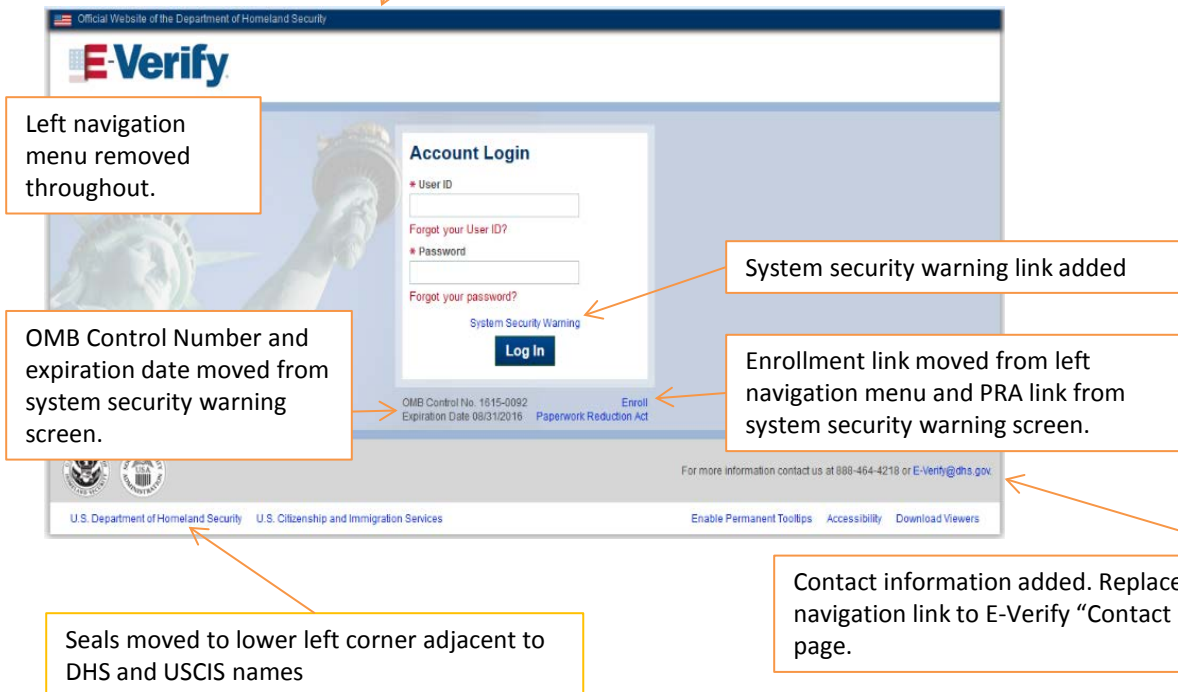 Official Website of the Department of Homeland Security
E-Verify
Left navigation
menu removed
throughout.
Account Login
* User ID
Forgot your User ID?
* Password
Forgot your password?
System Security Warning
Log In
System security warning link added
OMB Control Number and
expiration date moved from
system security warning
screen.
Enrollment link moved from left
navigation menu and PRA link from
system security warning screen.
OMB Control No. 1615-0092 Enroll
Expiration Date 08/31/2016 Paperwork Reduction Act
USA
For more information contact us at 888-464-4218 or E-Verify@dhs.gov.
U.S. Department of Homeland Security U.S. Citizenship and Immigration Services Enable Permanent Tooltips Accessibility Download Viewers
Contact information added. Replace
navigation link to E-Verify “Contact
page.
Seals moved to lower left corner adjacent to
DHS and USCIS names